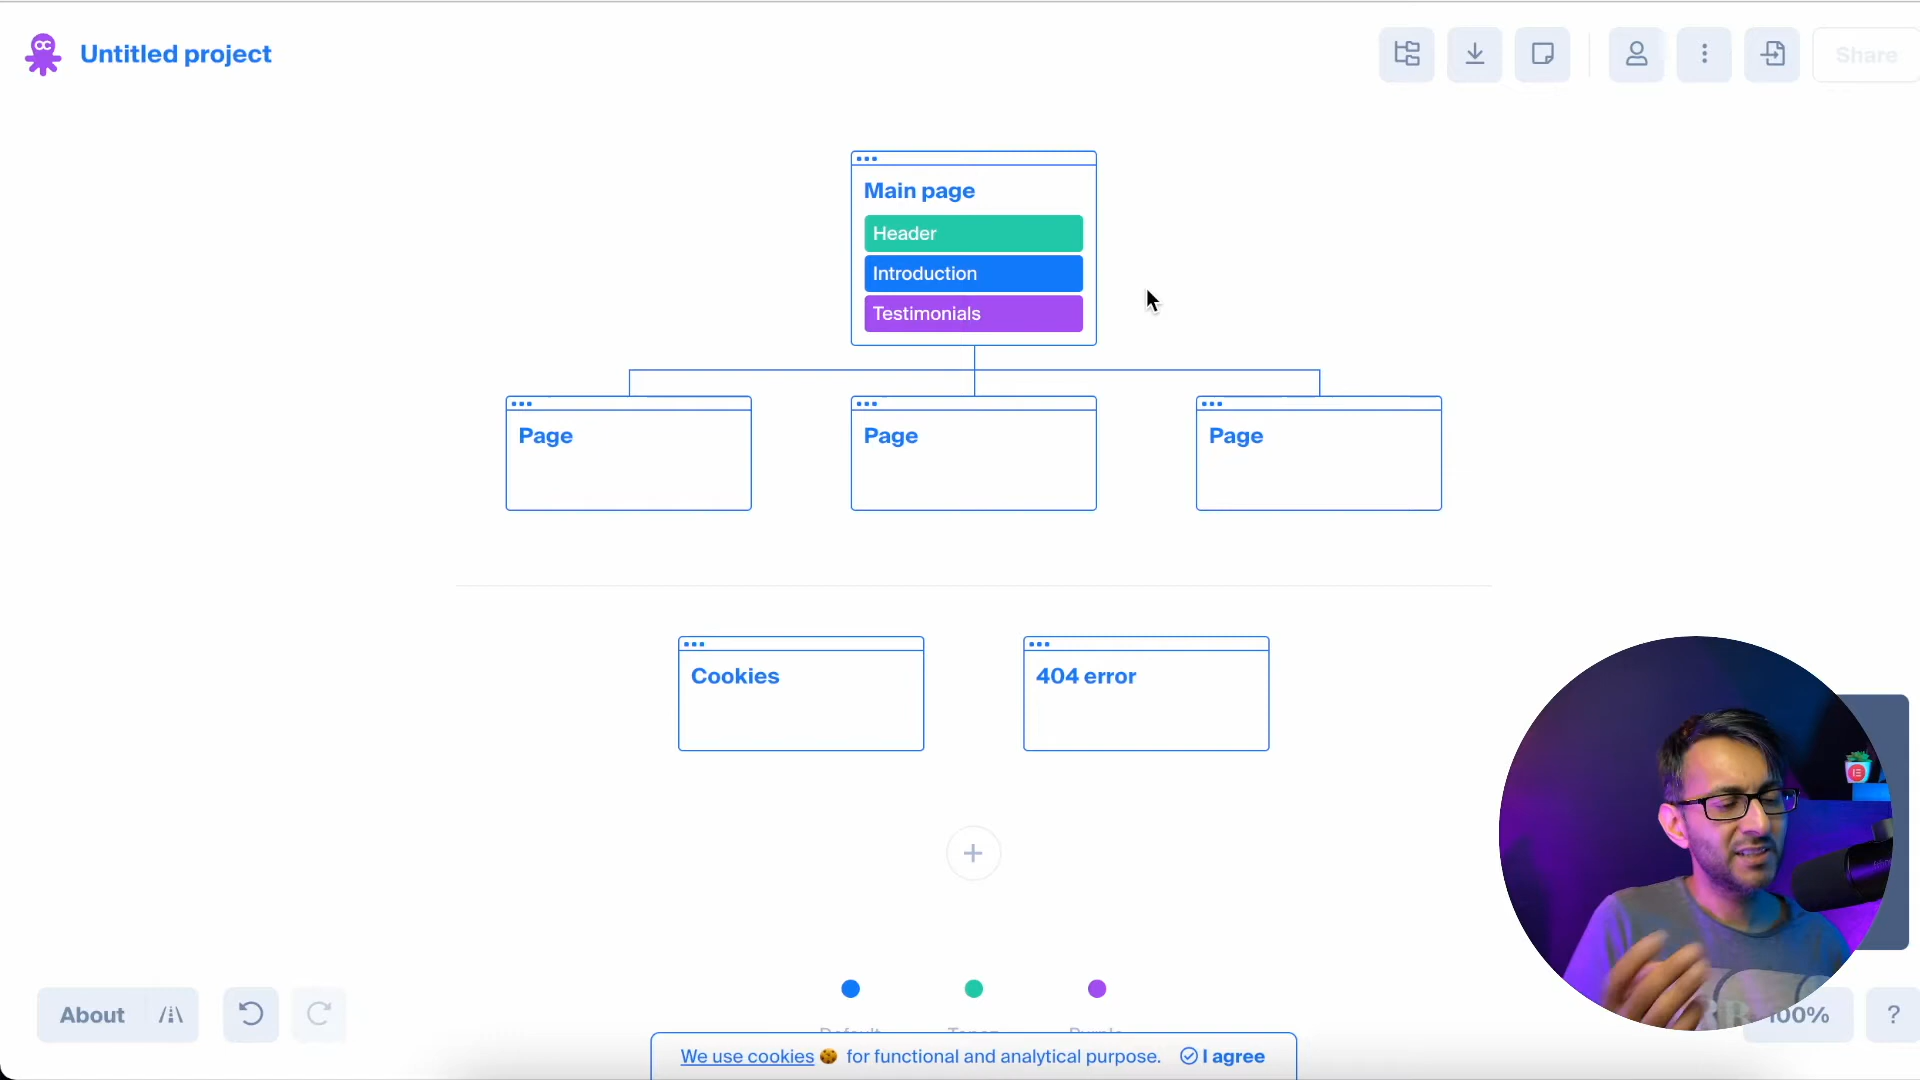 Untitled project
Share
Main page
Header
Introduction
Testimonials
Page
Page
Page
Cookies
404 error
About
100%
?
We use cookies 🍪 for functional and analytical purpose. I agree